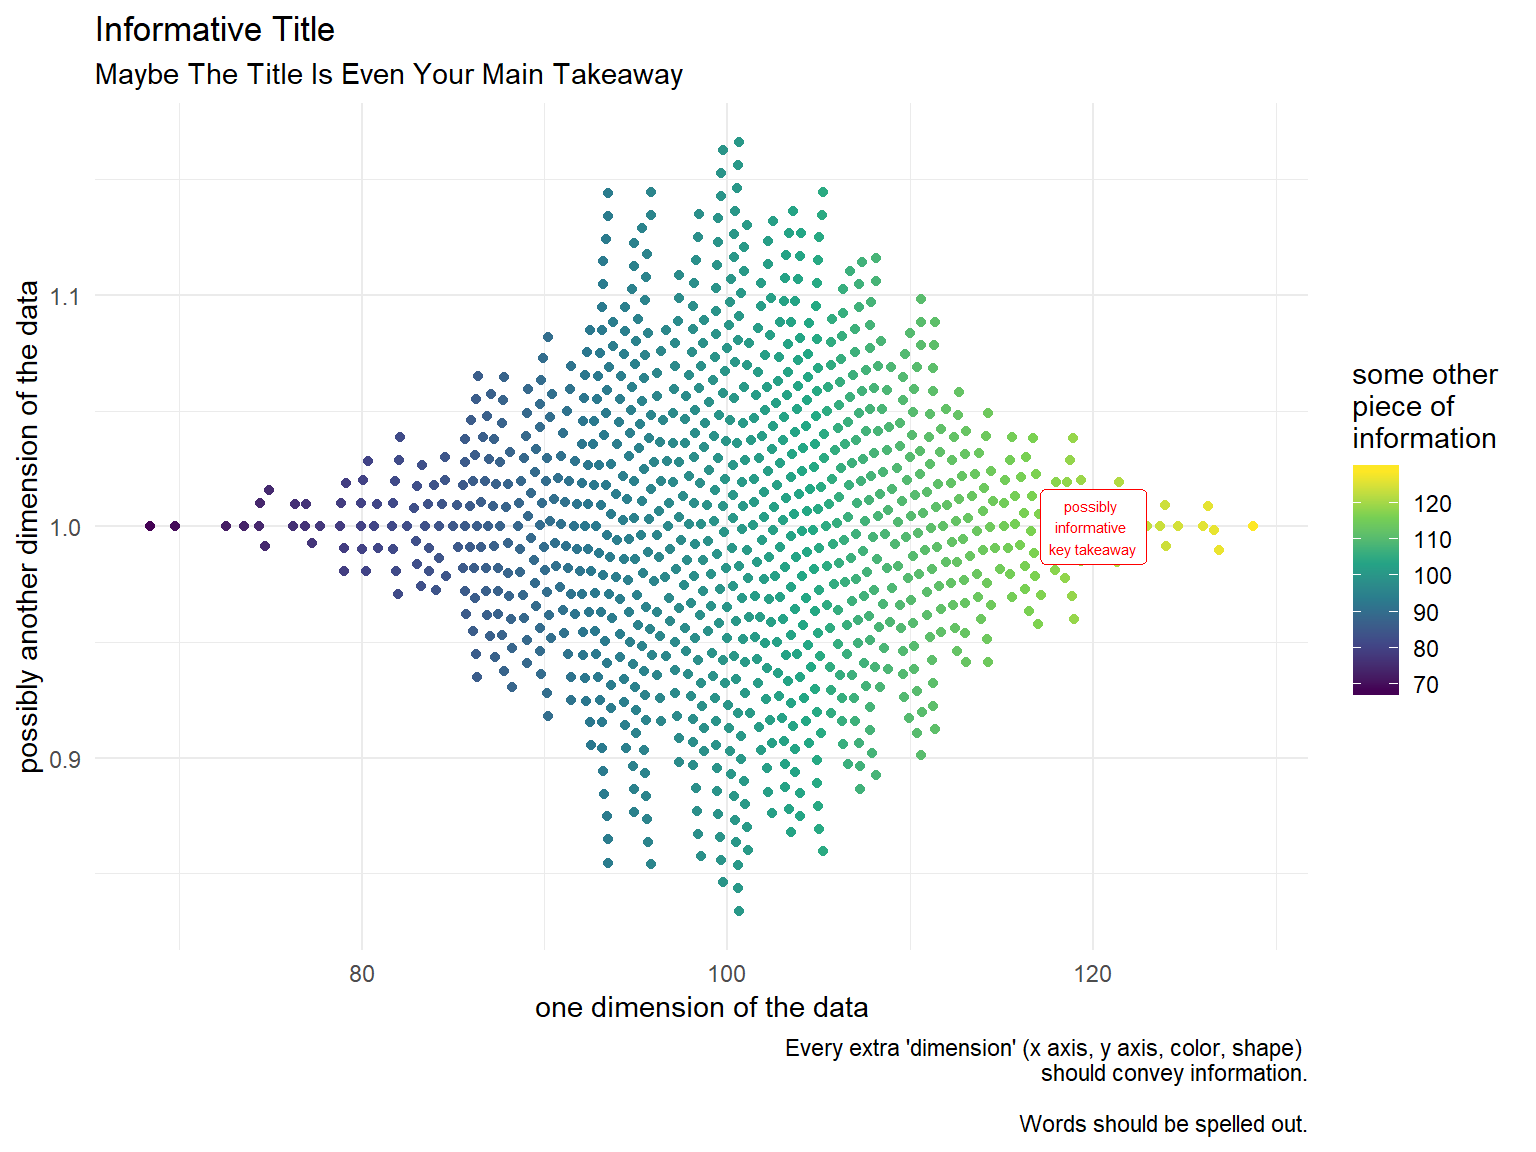 Informative Title
Maybe The Title Is Even Your Main Takeaway
possibly another dimension of the data
1.1
1.0
0.9
possibly
informative
key takeaway
80
100
120
one dimension of the data
some other
piece of
information
120
110
100
90
80
70
Every extra 'dimension' (x axis, y axis, color, shape)
should convey information.
Words should be spelled out.